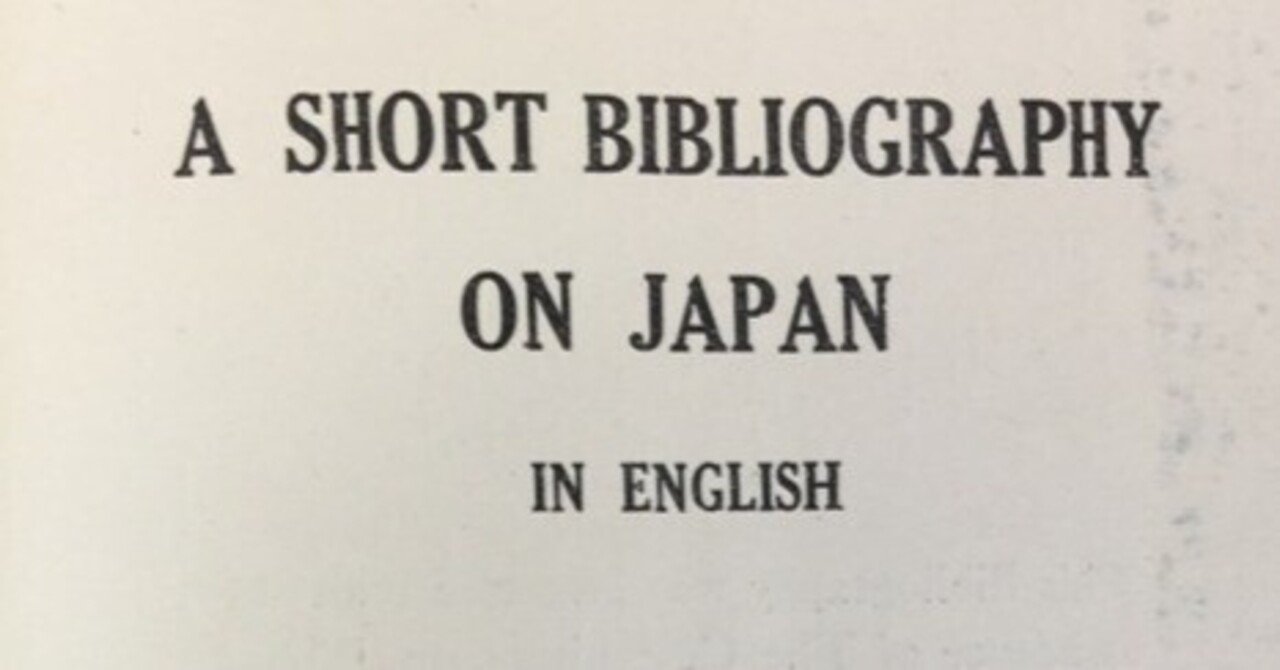 A SHORT BIBLIOGRAPHY
ON JAPAN
IN ENGLISH